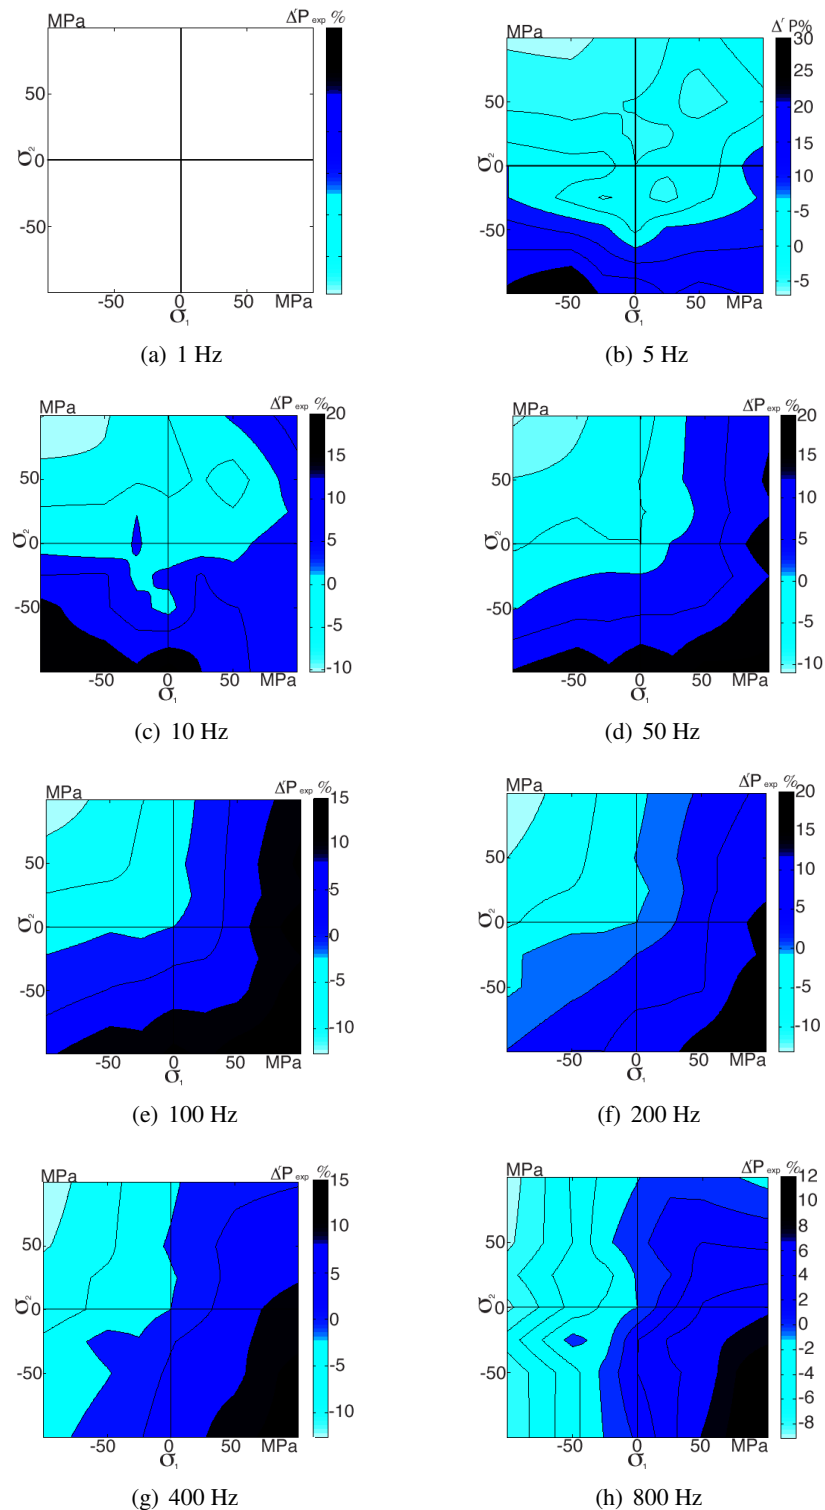 MPa Δ'P exp %
50
σ₂ 0
-50
-50 0 50 MPa
σ₁
(a) 1 Hz
MPa Δ' P%
30
25
20
15
10
-5
0
-5
50
σ₂ 0
-50
-50 0 50 MPa
σ₁
(b) 5 Hz
MPa Δ'P exp %
20
15
10
5
0
-5
-10
50
σ₂ 0
-50
-50 0 50 MPa
σ₁
(c) 10 Hz
MPa Δ'P exp %
20
15
10
5
0
-5
-10
50
σ₂ 0
-50
-50 0 50 MPa
σ₁
(d) 50 Hz
MPa Δ'P exp %
15
10
5
0
-5
-10
50
σ₂ 0
-50
-50 0 50 MPa
σ₁
(e) 100 Hz
MPa Δ'P exp %
20
15
10
5
0
-5
-10
50
σ₂ 0
-50
-50 0 50 MPa
σ₁
(f) 200 Hz
MPa Δ'P exp %
15
10
5
0
-5
-10
50
σ₂ 0
-50
-50 0 50 MPa
σ₁
(g) 400 Hz
MPa Δ'P exp %
12
10
8
6
4
2
0
-2
-4
-6
-8
50
σ₂ 0
-50
-50 0 50 MPa
σ₁
(h) 800 Hz